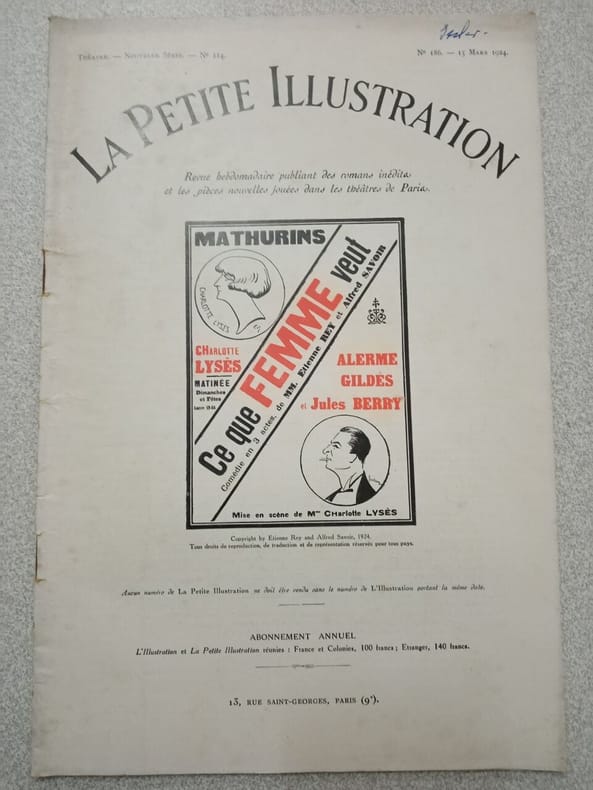 Théatre. — Nouvelle Série. — Nº 114.
Nº 186. — 15 Mars 1924.
La Petite Illustration
Revue hebdomadaire publiant des romans inédits
et les pièces nouvelles jouées dans les théâtres de Paris.
MATHURINS
CHARLOTTE LYSÈS
CHARLOTTE
LYSÈS
MATINÉE
Dimanches
et Fêtes
Ce que FEMME veut
Comédie en 3 actes, de MM. Etienne REY et Alfred SAVOIR
ALERME
GILDÈS
et Jules BERRY
Mise en scène de Mme CHarlotte LYSÈS
Copyright by Etienne Rey and Alfred Savoir, 1924.
Tous droits de reproduction, de traduction et de représentation réservés pour tous pays.
Aucun numéro de La Petite Illustration ne doit être vendu sans le numéro de L'Illustration portant la même date.
ABONNEMENT ANNUEL
L'Illustration et La Petite Illustration réunies : France et Colonies, 100 francs; Etranger, 140 francs.
13, RUE SAINT-GEORGES, PARIS (9e).